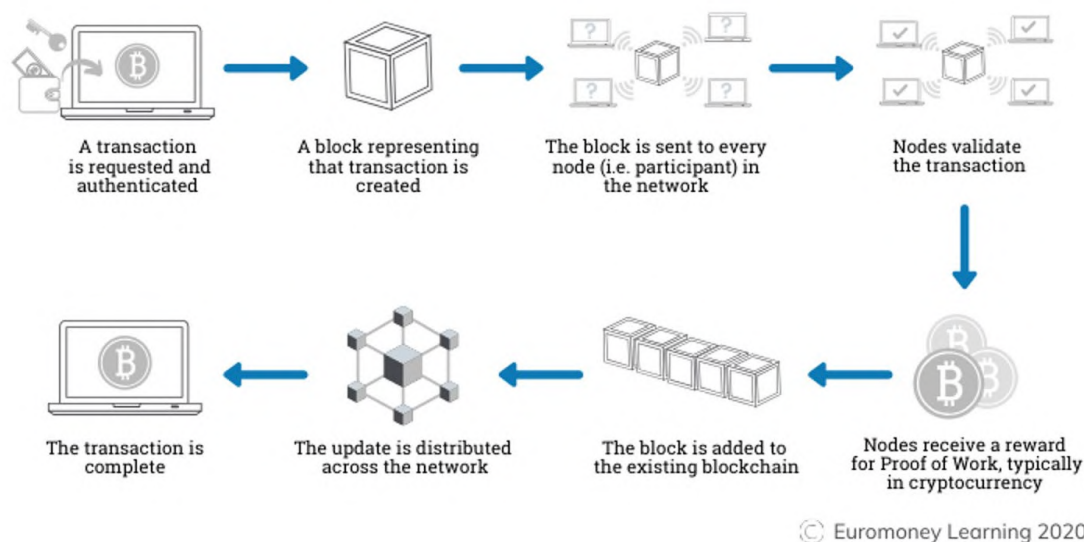 A transaction
is requested and
authenticated
A block representing
that transaction is
created
The block is sent to every
node (i.e. participant) in
the network
Nodes validate
the transaction
The transaction is
complete
The update is distributed
across the network
The block is added to
the existing blockchain
Nodes receive a reward
for Proof of Work, typically
in cryptocurrency
© Euromoney Learning 2020